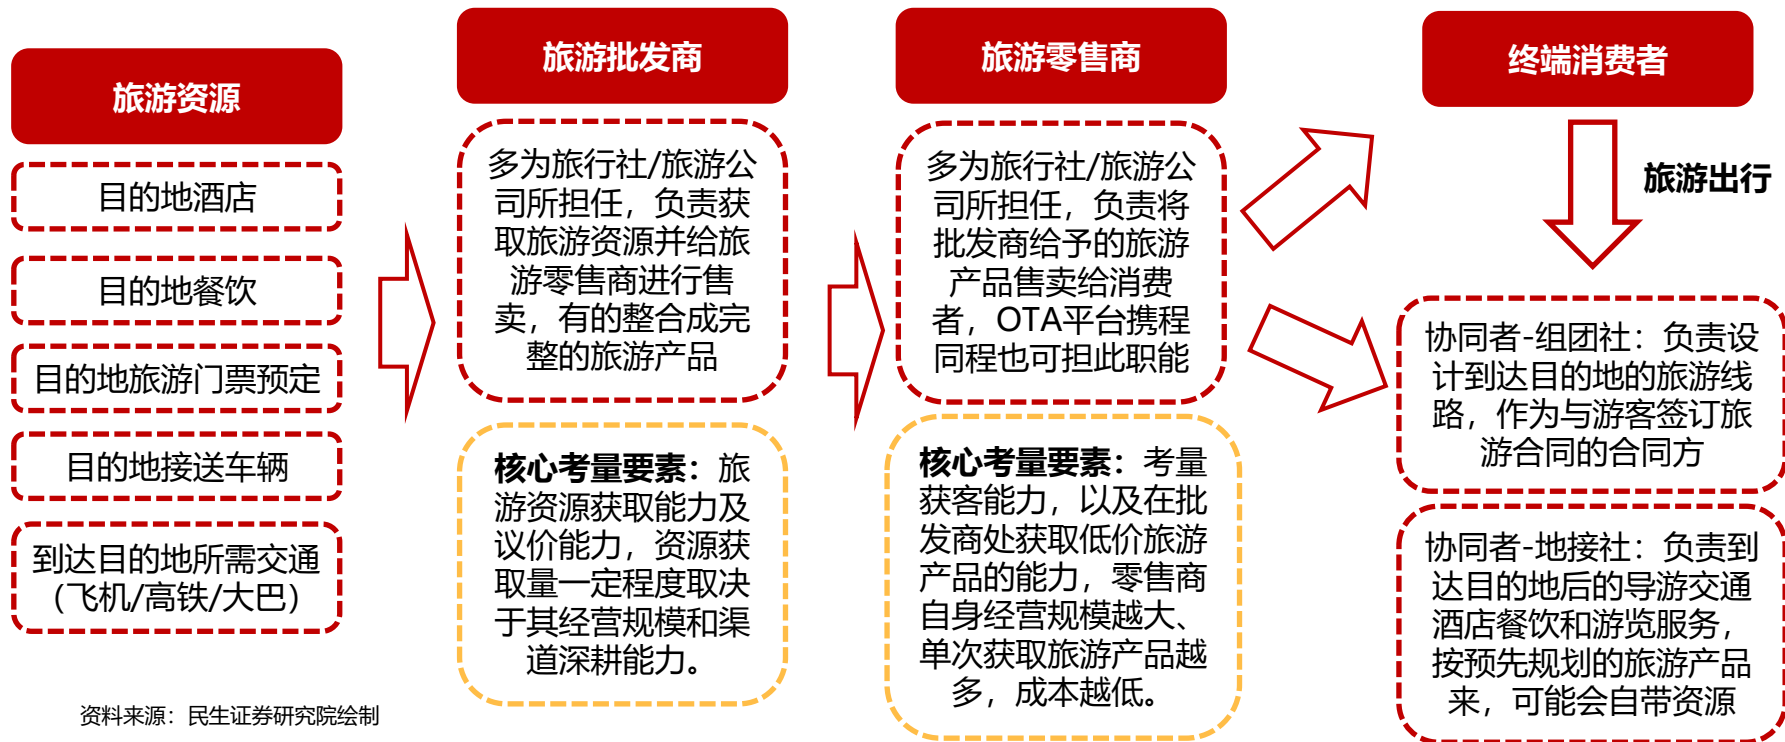 旅游资源
目的地酒店
目的地餐饮
目的地旅游门票预定
目的地接送车辆
到达目的地所需交通
（飞机/高铁/大巴）
旅游批发商
多为旅行社/旅游公
司所担任，负责获
取旅游资源并给旅
游零售商进行售
卖，有的整合成完
整的旅游产品
核心考量要素：旅
游资源获取能力及
议价能力，资源获
取量一定程度取决
于其经营规模和渠
道深耕能力。
旅游零售商
多为旅行社/旅游公
司所担任，负责将
批发商给予的旅游
产品售卖给消费
者，OTA平台携程
同程也可担此职能
核心考量要素：考量
获客能力，以及在批
发商处获取低价旅游
产品的能力，零售商
自身经营规模越大、
单次获取旅游产品越
多，成本越低。
终端消费者
旅游出行
协同者-组团社：负责设
计到达目的地的旅游线
路，作为与游客签订旅
游合同的合同方
协同者-地接社：负责到
达目的地后的导游交通
酒店餐饮和游览服务，
按预先规划的旅游产品
来，可能会自带资源
资料来源：民生证券研究院绘制